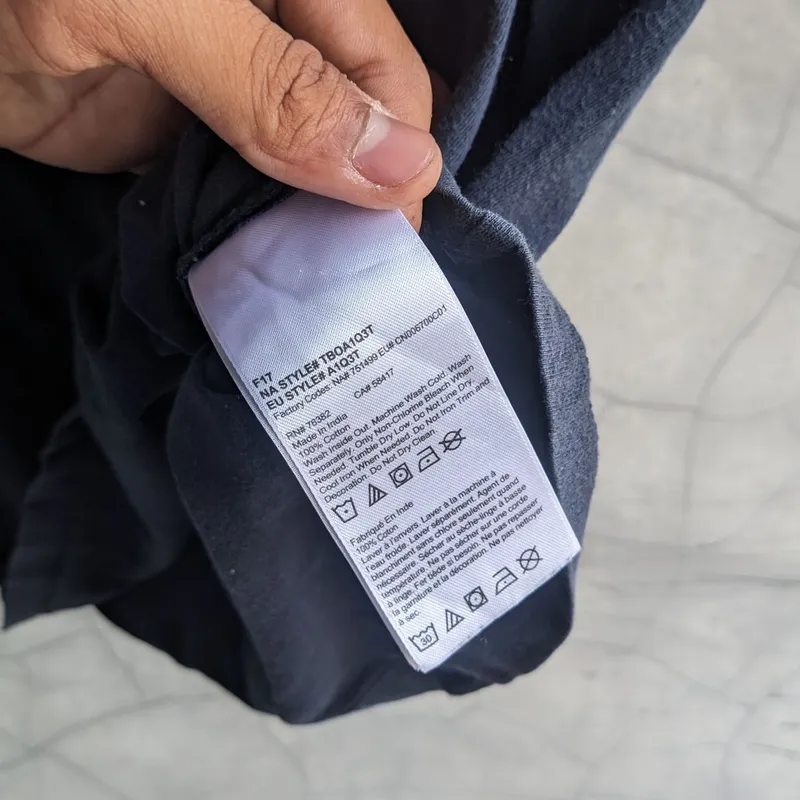 F17
NA STYLE# TBOA1Q3T
EU STYLE# A1Q3T
Factory Codes: NA# 751499 EU# CN006700C01
RN# 76382 CA# 58417
Made in India
100% Cotton
Wash Inside Out. Machine Wash Cold. Wash
Separately. Only Non-Chlorine Bleach When
Needed. Tumble Dry Low. Do Not Line Dry.
Cool Iron When Needed. Do Not Iron Trim and
Decoration. Do Not Dry Clean
Fabriqué En Inde
100% Coton
Laver à l'envers. Laver à la machine à
l'eau froide. Laver séparément. Agent de
blanchiment sans chlore seulement quand
nécessaire. Sécher au sèche-linge à basse
température. Ne pas sécher sur une corde
à linge. Fer tiède si besoin. Ne pas repasser
la garniture et la décoration. Ne pas nettoyer
à sec.
30